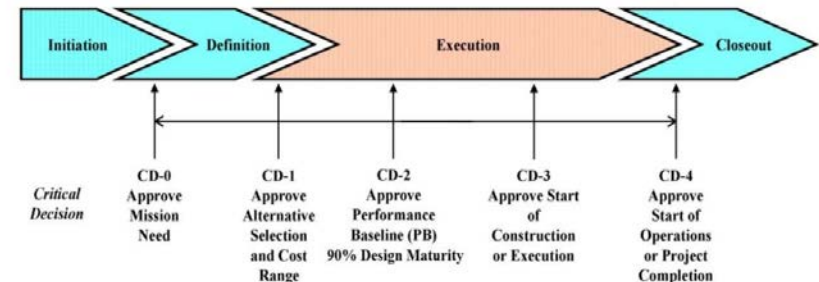 Initiation
Definition
Execution
Closeout
Critical
Decision
CD-0
Approve
Mission
Need
CD-1
Approve
Alternative
Selection
and Cost
Range
CD-2
Approve
Performance
Baseline (PB)
90% Design Maturity
CD-3
Approve Start
of
Construction
or Execution
CD-4
Approve
Start of
Operations
or Project
Completion